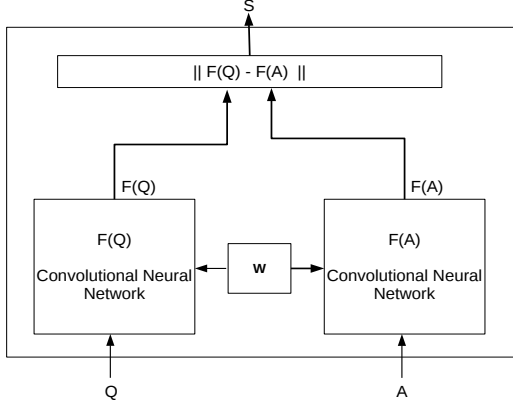 S
|| F(Q) - F(A) ||
F(Q)
F(A)
F(Q)
Convolutional Neural
Network
w
F(A)
Convolutional Neural
Network
Q
A